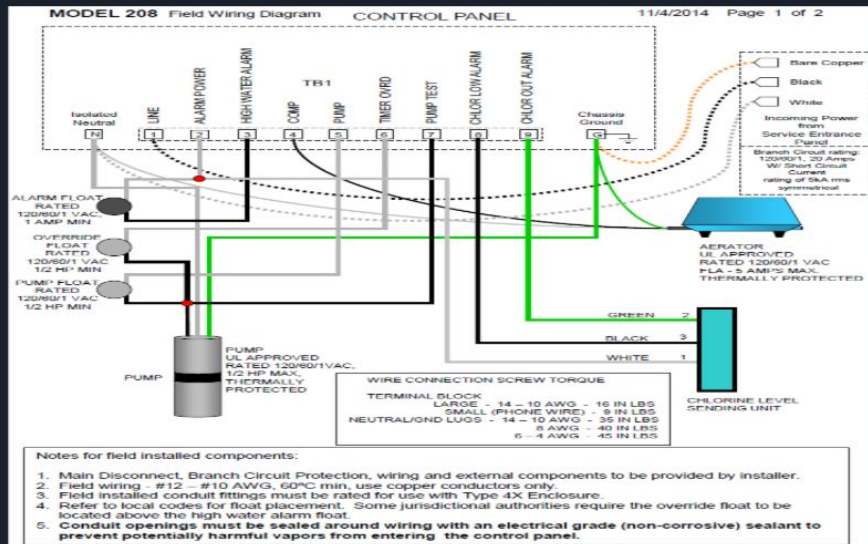 MODEL 208 Field Wiring Diagram CONTROL PANEL 11/4/2014 Page 1 of 2
TB1
Isolated
Neutral
LINE
ALARM POWER
HIGH WATER ALARM
COMP
PUMP
TIMER OVRD
PUMP TEST
CHLOR LOW ALARM
CHLOR OUT ALARM
Chassis
Ground
N 1 2 3 4 5 6 7 8 9 G
Bare Copper
Black
White
Incoming Power
from
Service Entrance
Panel
Branch Circuit rating:
120/60/1, 20 Amps
W/ Short Circuit
Current
rating of 5kA rms
symmetrical
ALARM FLOAT
RATED
120/60/1 VAC,
1 AMP MIN
OVERRIDE
FLOAT
RATED
120/60/1 VAC
1/2 HP MIN
PUMP FLOAT
RATED
120/60/1 VAC
1/2 HP MIN
AERATOR
UL APPROVED
RATED 120/60/1 VAC
FLA - 5 AMPS MAX.
THERMALLY PROTECTED
GREEN 2
BLACK 3
WHITE 1
CHLORINE LEVEL
SENDING UNIT
PUMP
PUMP
UL APPROVED
RATED 120/60/1VAC,
1/2 HP MAX,
THERMALLY
PROTECTED
WIRE CONNECTION SCREW TORQUE
TERMINAL BLOCK
LARGE - 14 – 10 AWG - 16 IN LBS
SMALL (PHONE WIRE) - 9 IN LBS
NEUTRAL/GND LUGS - 14 – 10 AWG - 35 IN LBS
8 AWG - 40 IN LBS
6 – 4 AWG - 45 IN LBS
Notes for field installed components:
1. Main Disconnect, Branch Circuit Protection, wiring and external components to be provided by installer.
2. Field wiring - #12 – #10 AWG, 60ºC min, use copper conductors only.
3. Field installed conduit fittings must be rated for use with Type 4X Enclosure.
4. Refer to local codes for float placement. Some jurisdictional authorities require the override float to be
located above the high water alarm float.
5. Conduit openings must be sealed around wiring with an electrical grade (non-corrosive) sealant to
prevent potentially harmful vapors from entering the control panel.